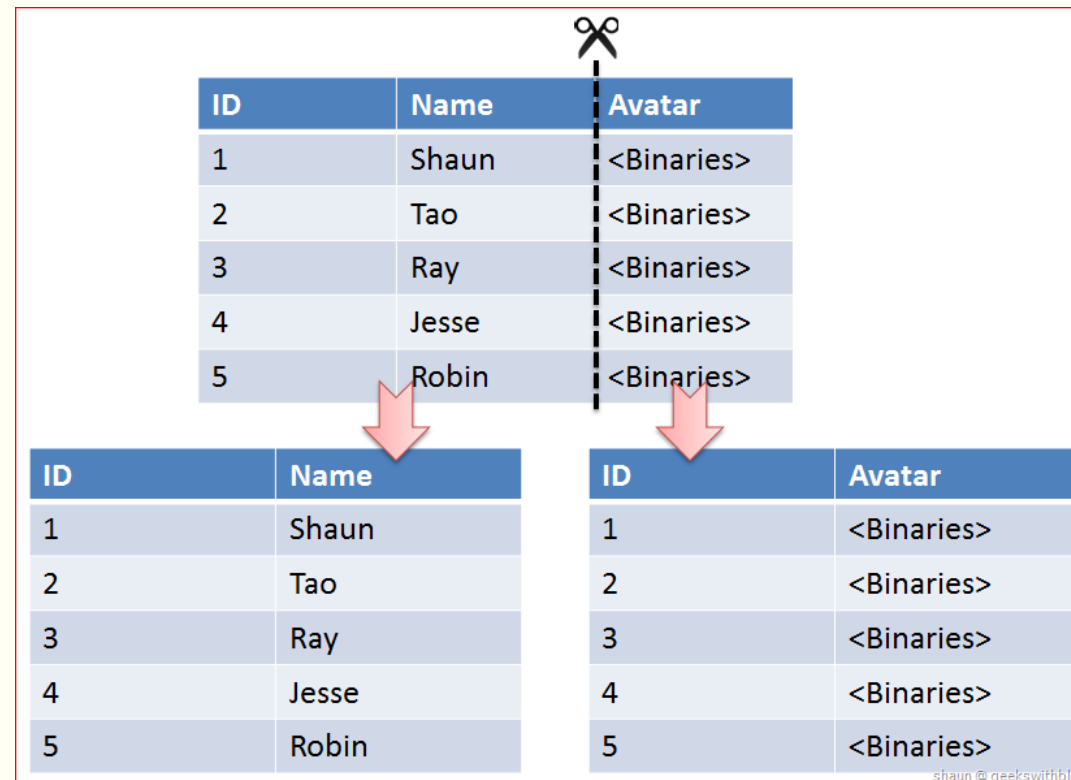 ID Name Avatar
1 Shaun <Binaries>
2 Tao <Binaries>
3 Ray <Binaries>
4 Jesse <Binaries>
5 Robin <Binaries>
ID Name
1 Shaun
2 Tao
3 Ray
4 Jesse
5 Robin
ID Avatar
1 <Binaries>
2 <Binaries>
3 <Binaries>
4 <Binaries>
5 <Binaries>
shaun @